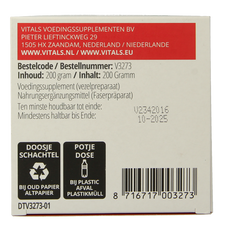 VITALS VOEDINGSSUPPLEMENTEN BV
PIETER LIEFTINCKWEG 29
1505 HX ZAANDAM, NEDERLAND / NIEDERLANDE
WWW.VITALS.NL / WWW.VITALS.EU
Bestelcode / Bestellnummer: V3273
Inhoud: 200 gram / Inhalt: 200 Gramm
Voedingssupplement (vezelpreparaat)
Nahrungsergänzungsmittel (Faserpräparat)
Ten minste houdbaar tot einde:
Mindestens haltbar bis Ende:
V2342016
10-2025
DOOSJE
SCHACHTEL
BIJ OUD PAPIER
ALTPAPIER
POTJE
DOSE
BIJ PLASTIC
AFVAL
PLASTIKMÜLL
8 716717 003273
DTV3273-01